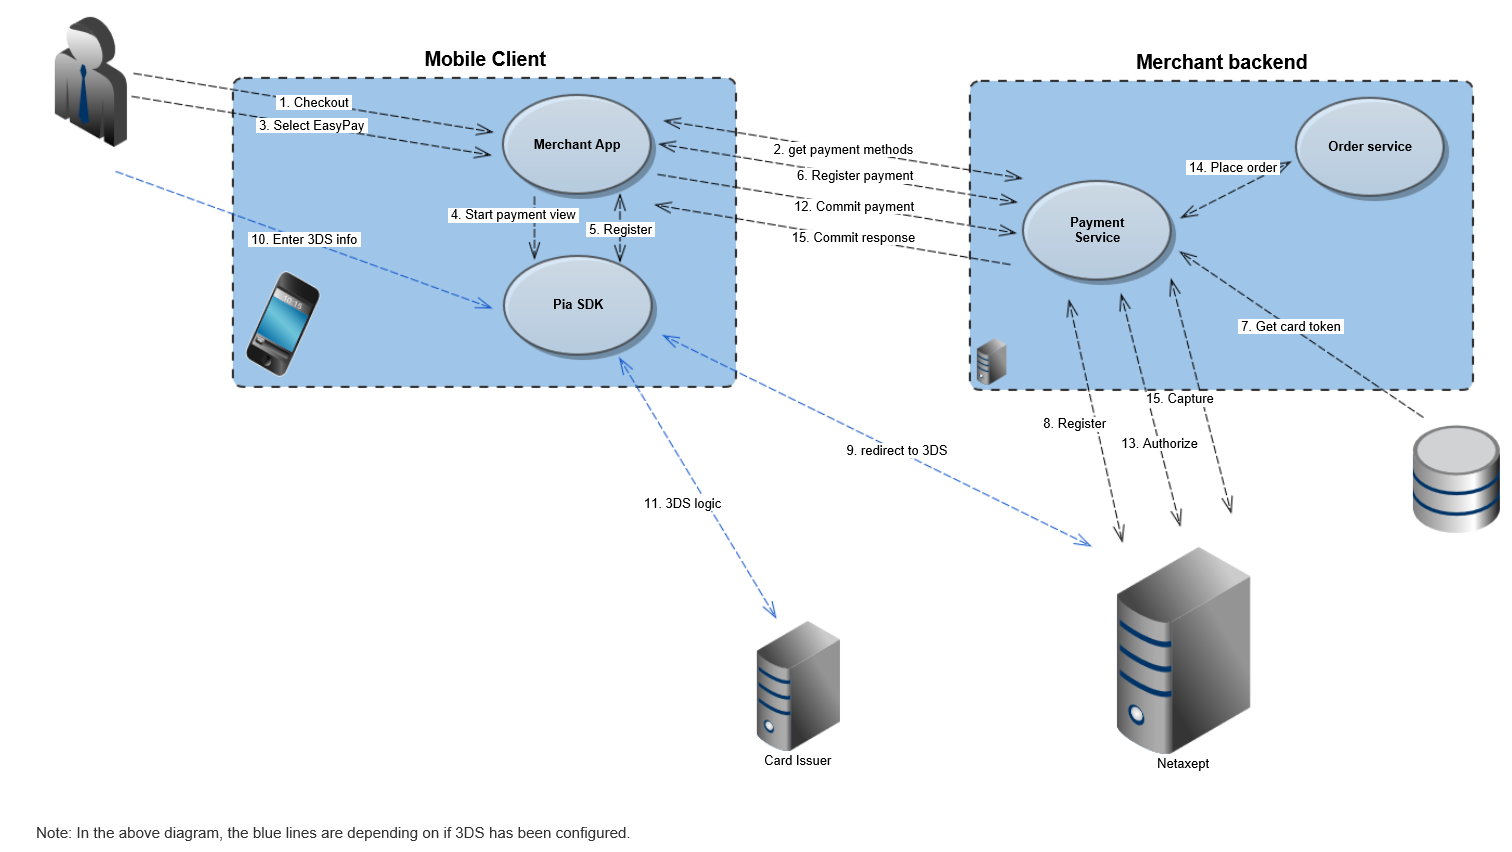 Mobile Client
Merchant backend
1. Checkout
3. Select EasyPay
Merchant App
2. get payment methods
6. Register payment
12. Commit payment
15. Commit response
Order service
14. Place order
Payment
Service
4. Start payment view
5. Register
10. Enter 3DS info
10:15
Pia SDK
7. Get card token
15. Capture
8. Register
13. Authorize
9. redirect to 3DS
11. 3DS logic
Card Issuer
Netaxept
Note: In the above diagram, the blue lines are depending on if 3DS has been configured.